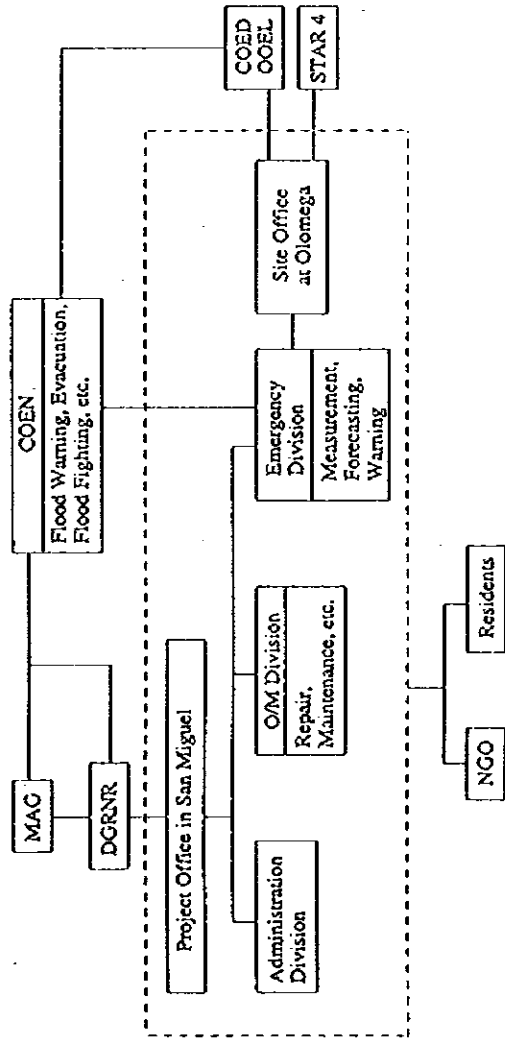 MAG
DGRNR
COEN
Flood Warning, Evacuation,
Flood Fighting, etc.
COED
OOEL
STAR 4
Project Office in San Miguel
Administration
Division
O/M Division
Repair,
Maintenance, etc.
Emergency
Division
Measurement,
Forecasting,
Warning
Site Office
at Olomega
NGO
Residents